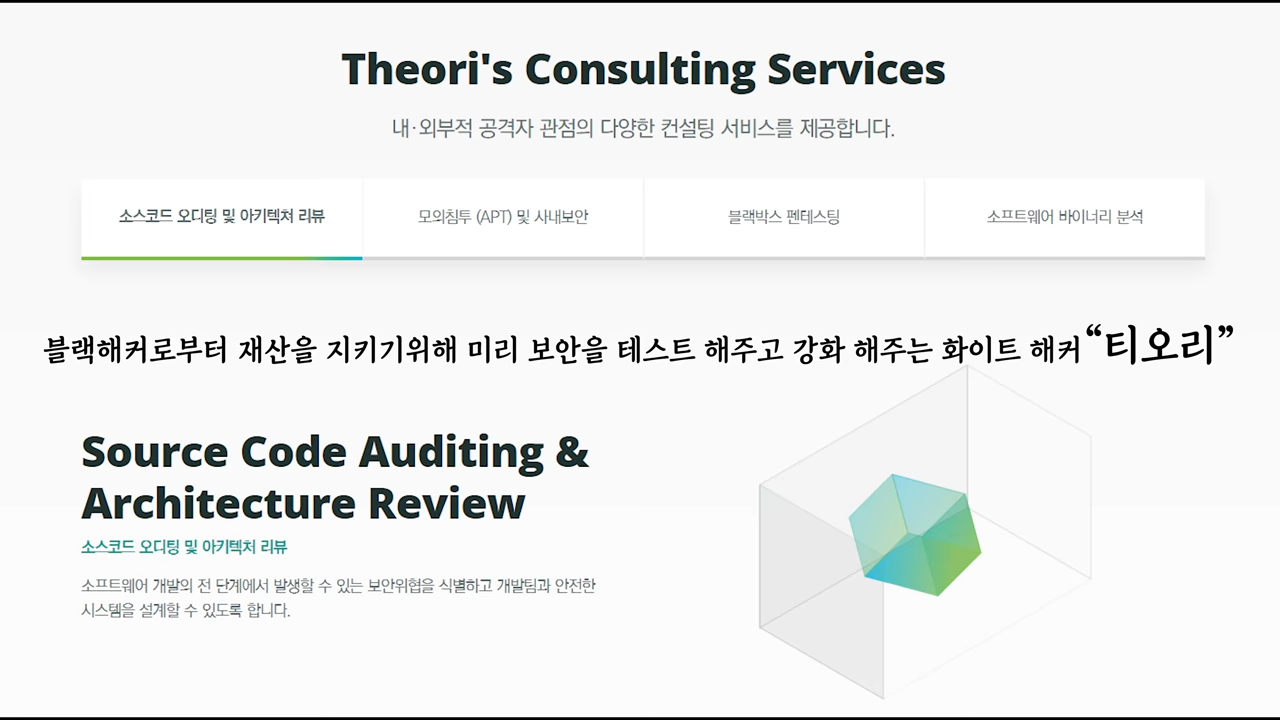 Theori's Consulting Services
내·외부적 공격자 관점의 다양한 컨설팅 서비스를 제공합니다.
소스코드 오디팅 및 아키텍처 리뷰
모의침투 (APT) 및 사내보안
블랙박스 펜테스팅
소프트웨어 바이너리 분석
블랙해커로부터 재산을 지키기위해 미리 보안을 테스트 해주고 강화 해주는 화이트 해커 “티오리”
Source Code Auditing &
Architecture Review
소스코드 오디팅 및 아키텍처 리뷰
소프트웨어 개발의 전 단계에서 발생할 수 있는 보안위협을 식별하고 개발팀과 안전한
시스템을 설계할 수 있도록 합니다.